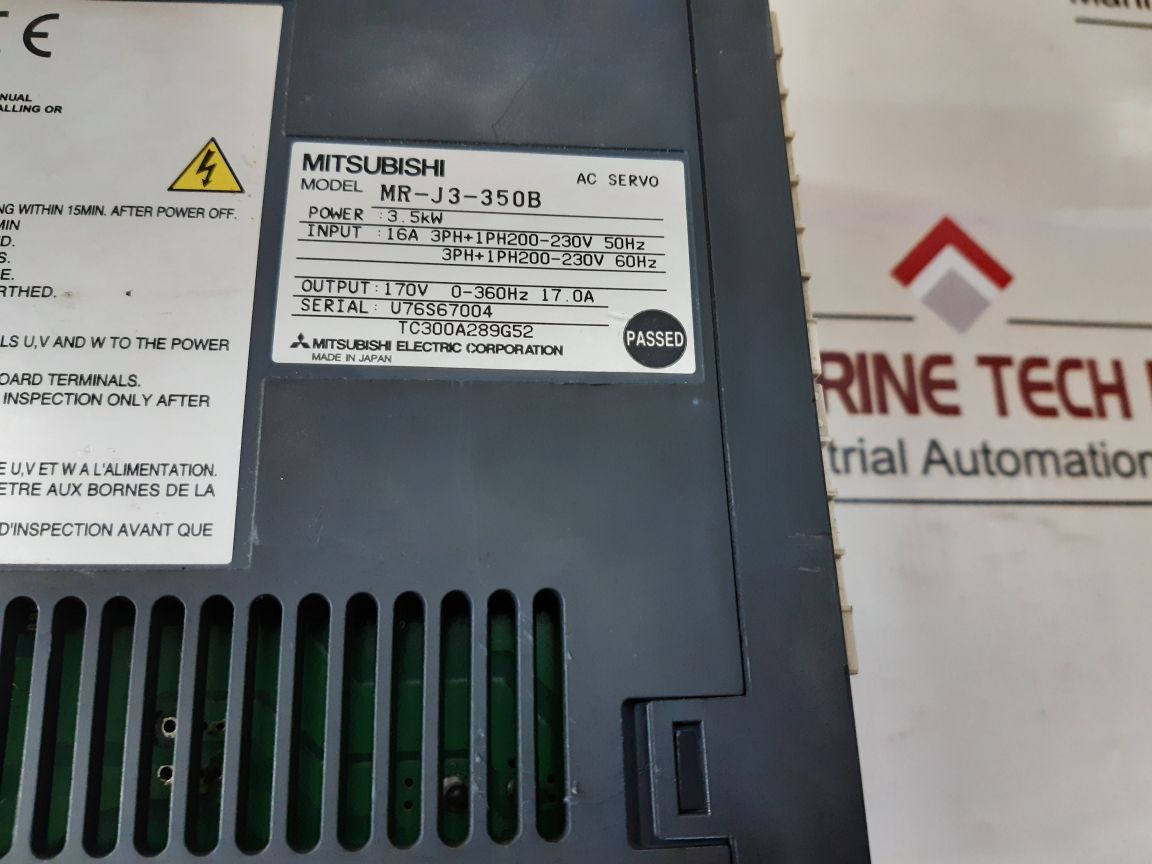 CE
NUAL
ALLING OR
NG WITHIN 15MIN. AFTER POWER OFF.
MIN
D.
S.
E.
RTHED.
LS U,V AND W TO THE POWER
OARD TERMINALS.
INSPECTION ONLY AFTER
E U,V ET W A L'ALIMENTATION.
ETRE AUX BORNES DE LA
D'INSPECTION AVANT QUE
MITSUBISHI
AC SERVO
MODEL MR-J3-350B
POWER :3.5kW
INPUT :16A 3PH+1PH200-230V 50Hz
3PH+1PH200-230V 60Hz
OUTPUT:170V 0-360Hz 17.0A
SERIAL: U76S67004
TC300A289G52
MITSUBISHI ELECTRIC CORPORATION
MADE IN JAPAN
PASSED
RINE TECH
trial Automation